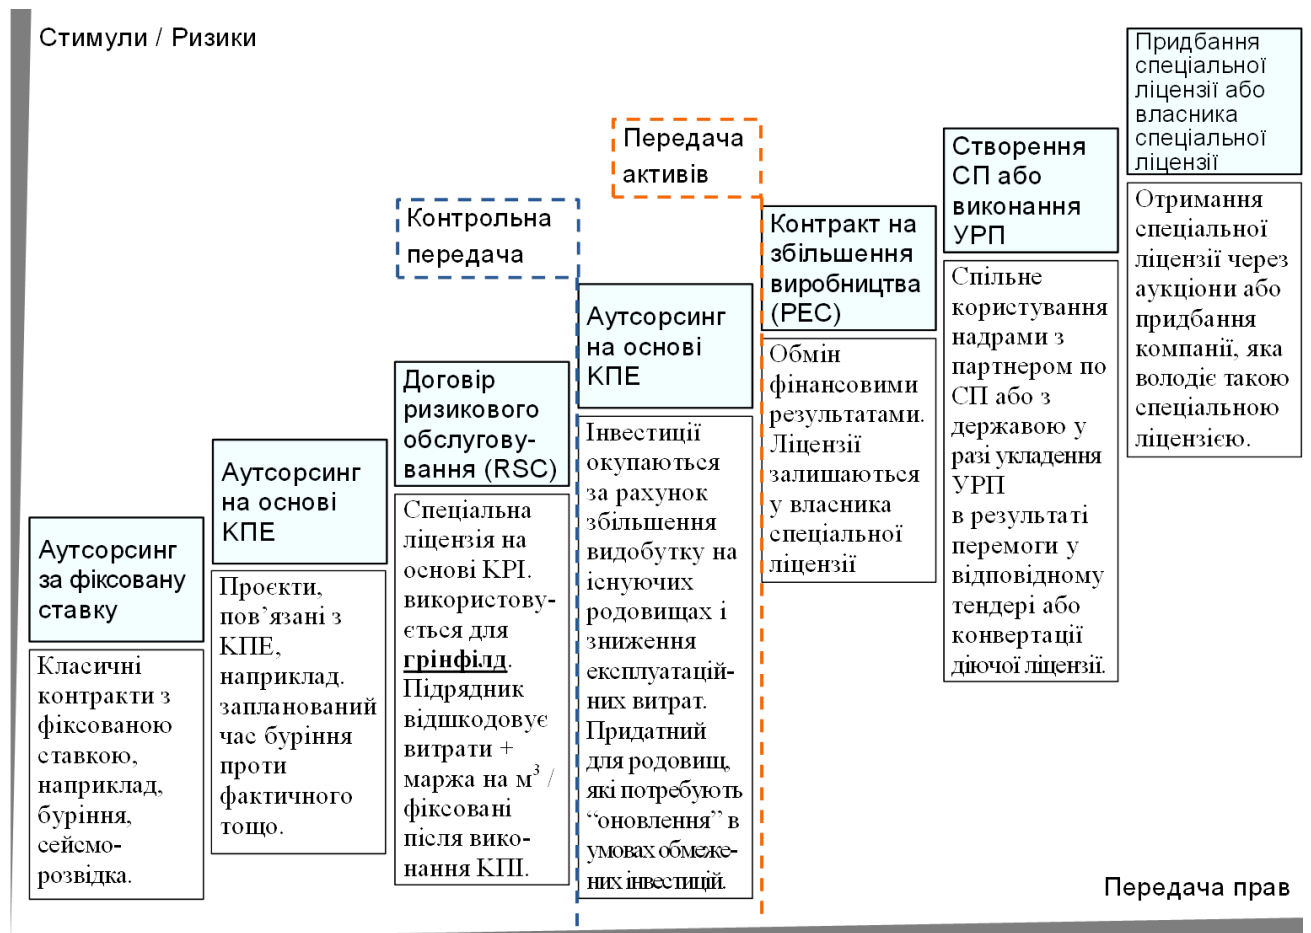 Стимули / Ризики
Аутсорсинг
за фіксовану
ставку
Класичні
контракти з
фіксованою
ставкою,
наприклад,
буріння,
сейсмо-
розвідка.
Аутсорсинг
на основі
КПЕ
Проєкти,
пов’язані з
КПЕ,
наприклад.
запланований
час буріння
проти
фактичного
тощо.
Договір
ризикового
обслугову-
вання (RSC)
Спеціальна
ліцензія на
основі KPI.
використову-
ється для
грінфілд.
Підрядник
відшкодовує
витрати +
маржа на м³ /
фіксовані
після вико-
нання КПІ.
Контрольна
передача
Аутсорсинг
на основі
КПЕ
Інвестиції
окупаються
за рахунок
збільшення
видобутку на
існуючих
родовищах і
зниження
експлуатацій-
них витрат.
Придатний
для родовищ,
які потребують
“оновлення” в
умовах обмеже-
них інвестицій.
Передача
активів
Контракт на
збільшення
виробництва
(PEC)
Обмін
фінансовими
результатами.
Ліцензії
залишаються
у власника
спеціальної
ліцензії
Створення
СП або
виконання
УРП
Спільне
користування
надрами з
партнером по
СП або з
державою у
разі укладення
УРП
в результаті
перемоги у
відповідному
тендері або
конвертації
діючої ліцензії.
Придбання
спеціальної
ліцензії або
власника
спеціальної
ліцензії
Отримання
спеціальної
ліцензії через
аукціони або
придбання
компанії, яка
володіє такою
спеціальною
ліцензією.
Передача прав